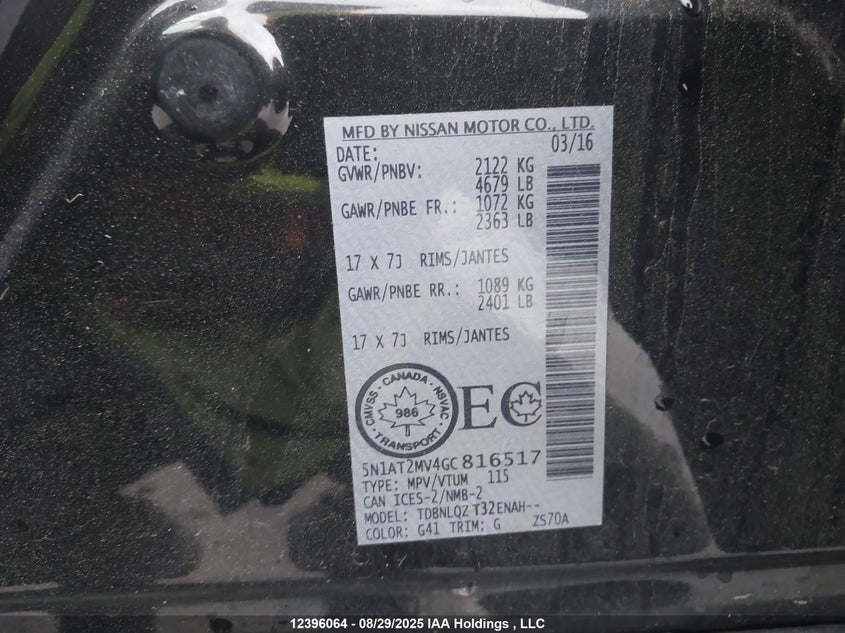 MFD BY NISSAN MOTOR CO., LTD.
DATE: 03/16
GVWR/PNBV: 2122 KG
4679 LB
GAWR/PNBE FR.: 1072 KG
2363 LB
17 X 7J RIMS/JANTES
GAWR/PNBE RR.: 1089 KG
2401 LB
17 X 7J RIMS/JANTES
CANADA
CMVSS · NSVAC
986
TRANSPORT
EC
5N1AT2MV4GC816517
TYPE: MPV/VTUM 115
CAN ICES-2/NMB-2
MODEL: TDBNLQZ T32ENAH--
COLOR: G41 TRIM: G ZS70A
12396064 - 08/29/2025 IAA Holdings , LLC